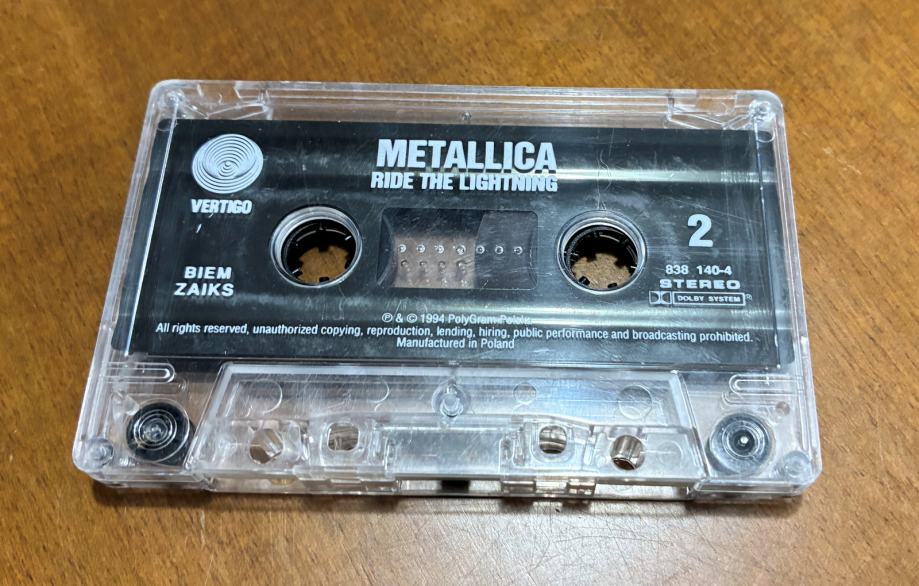 METALLICA
RIDE THE LIGHTNING
VERTIGO
2
BIEM
ZAIKS
838 140-4
STEREO
DOLBY SYSTEM®
℗ & © 1994 PolyGram Polska
All rights reserved, unauthorized copying, reproduction, lending, hiring, public performance and broadcasting prohibited.
Manufactured in Poland